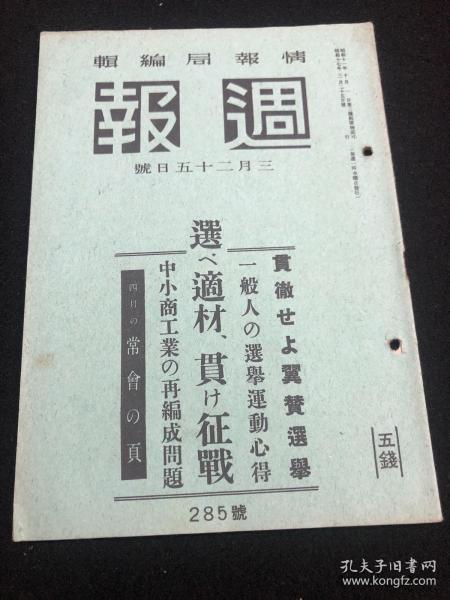 輯編局報情
報週
號日五十二月三
貫徹せよ翼贊選擧
一般人の選擧運動心得
選べ適材、貫け征戰
中小商工業の再編成問題
四月の 常會の頁
五錢
285號
孔夫子旧书网
www.kongfz.com